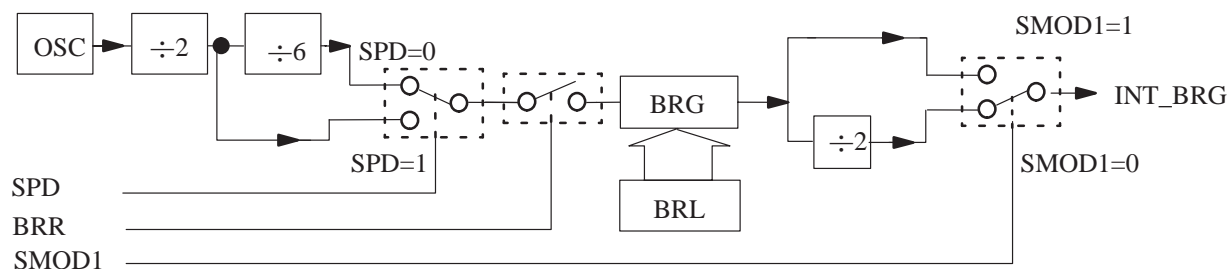 SMOD1=1
OSC
÷2
÷6
SPD=0
BRG
INT_BRG
÷2
SPD=1
SMOD1=0
SPD
BRL
BRR
SMOD1